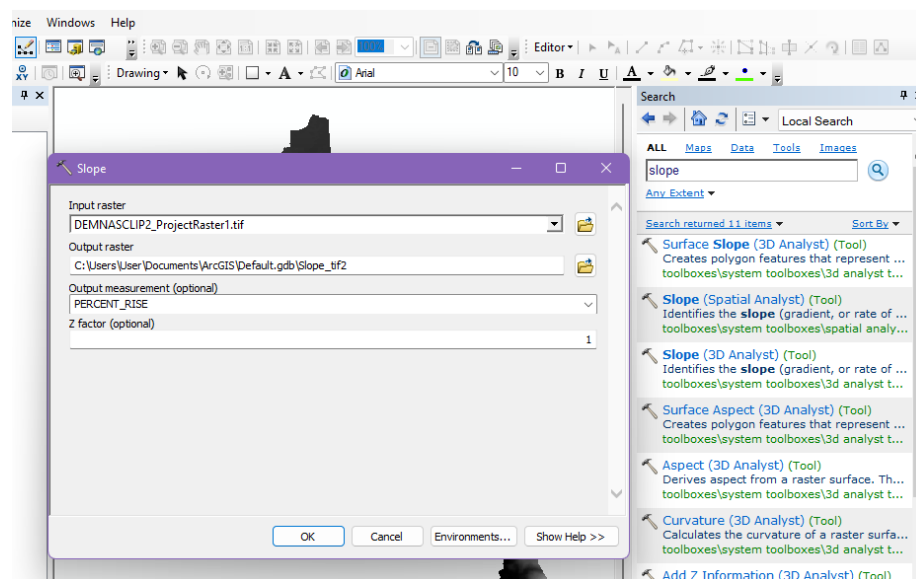 nize Windows Help
Editor
XY
Drawing A Arial 10 B I U A
Search
Local Search
ALL Maps Data Tools Images
slope
Any Extent
Search returned 11 items Sort By
Surface Slope (3D Analyst) (Tool)
Creates polygon features that represent ...
toolboxes\system toolboxes\3d analyst t...
Slope (Spatial Analyst) (Tool)
Identifies the slope (gradient, or rate of ...
toolboxes\system toolboxes\spatial analy...
Slope (3D Analyst) (Tool)
Identifies the slope (gradient, or rate of ...
toolboxes\system toolboxes\3d analyst t...
Surface Aspect (3D Analyst) (Tool)
Creates polygon features that represent ...
toolboxes\system toolboxes\3d analyst t...
Aspect (3D Analyst) (Tool)
Derives aspect from a raster surface. Th...
toolboxes\system toolboxes\3d analyst t...
Curvature (3D Analyst) (Tool)
Calculates the curvature of a raster surfa...
toolboxes\system toolboxes\3d analyst t...
Add Z Information (3D Analyst) (Tool)
Slope
Input raster
DEMNASCLIP2_ProjectRaster1.tif
Output raster
C:\Users\User\Documents\ArcGIS\Default.gdb\Slope_tif2
Output measurement (optional)
PERCENT_RISE
Z factor (optional)
1
OK Cancel Environments... Show Help >>